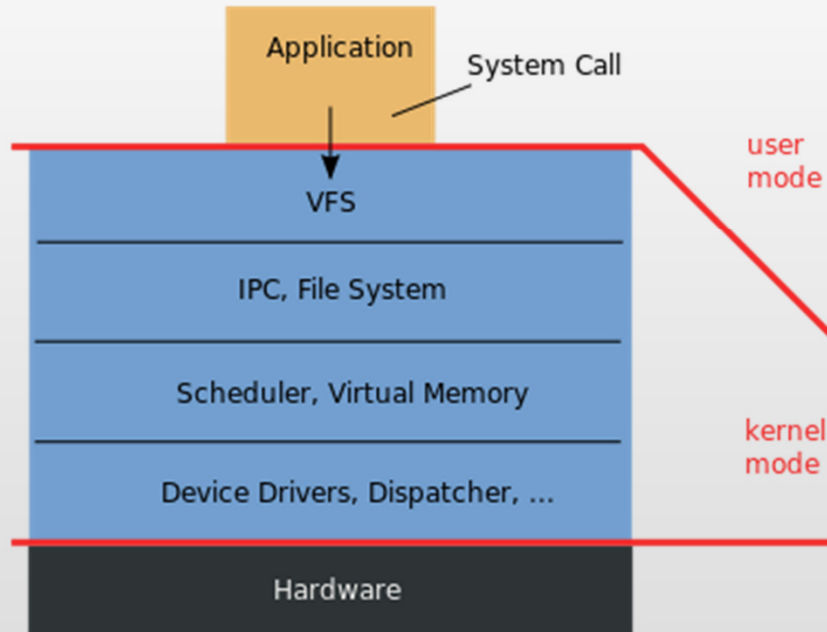 Application
System Call
user
mode
VFS
IPC, File System
Scheduler, Virtual Memory
kernel
mode
Device Drivers, Dispatcher, ...
Hardware